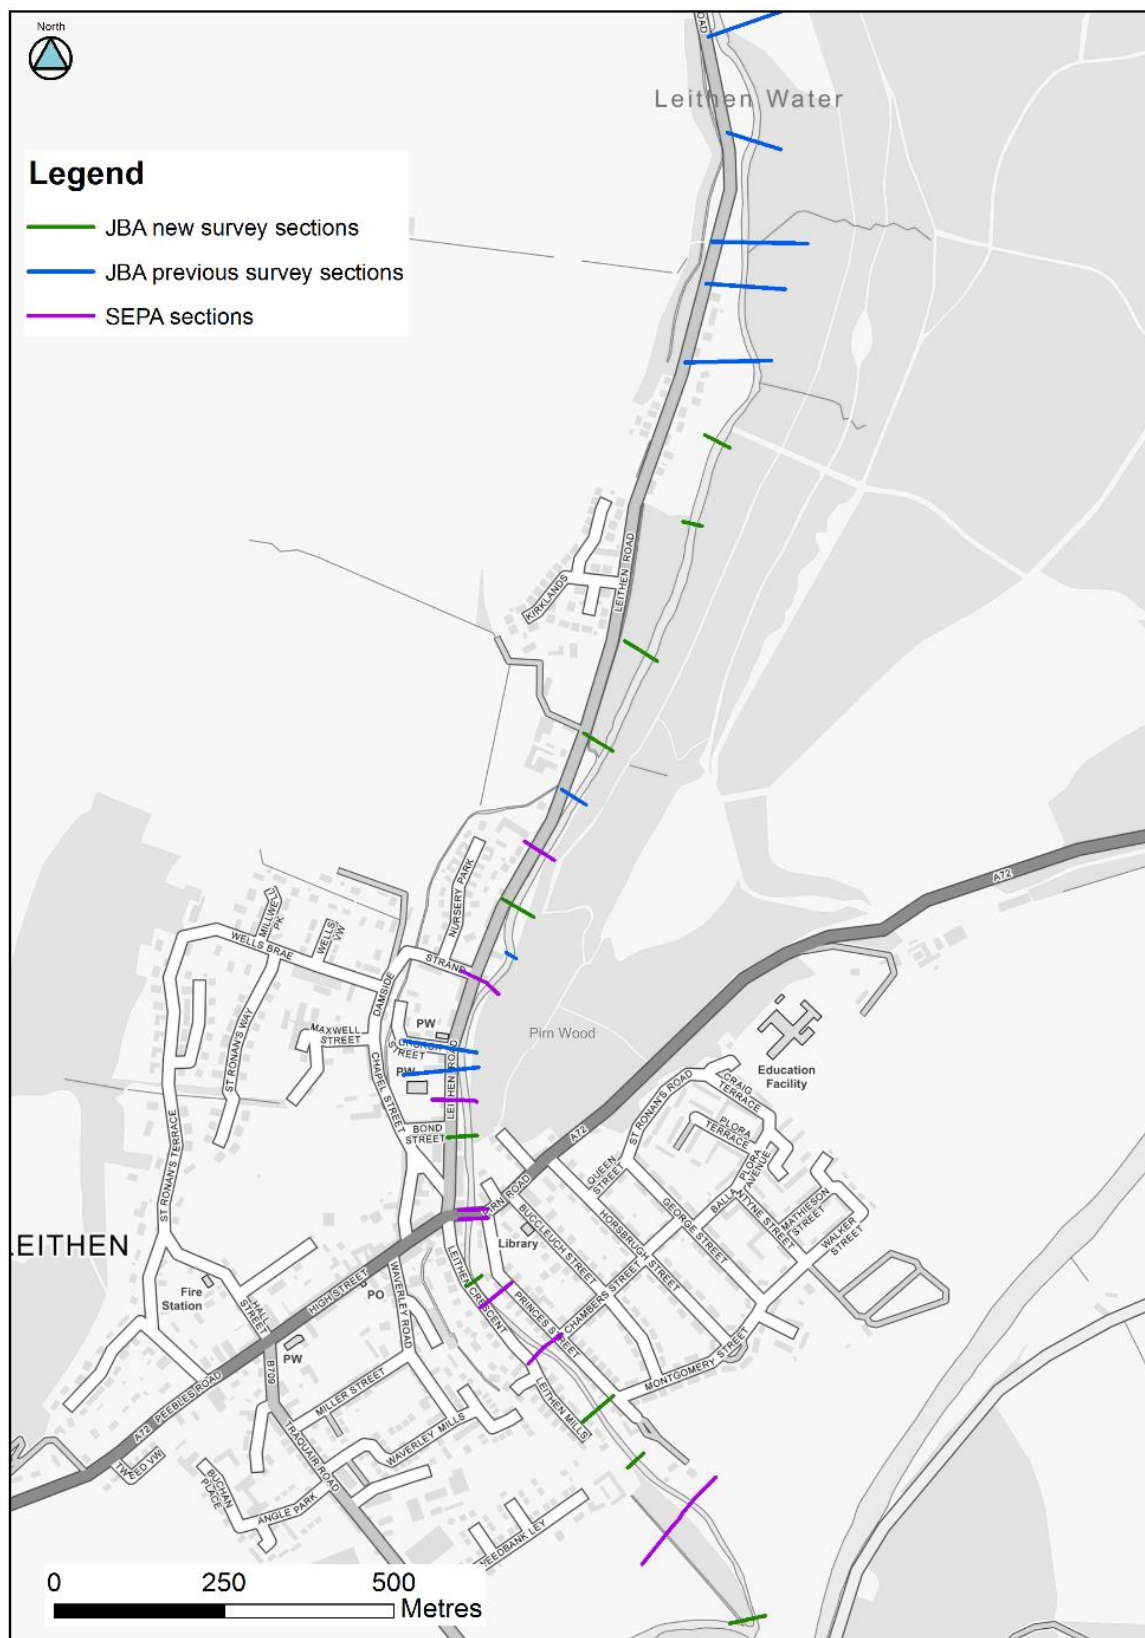 North
ROAD
Leithen Water
Legend
JBA new survey sections
JBA previous survey sections
SEPA sections
LEITHEN ROAD
KIRKLANDS
A72
NURSERY PARK
MILLWELL
PK
WELLS
VW
WELLS BRAE
STRAND
DAMSIDE
PW
MAXWELL
STREET
CHURCH
STREET
ST RONAN'S WAY
PW
LEITHEN ROAD
CHAPEL STREET
Pirn Wood
Education
Facility
ST RONAN'S ROAD
CRAIG
TERRACE
PLORA
TERRACE
PLORA
AVENUE
BOND
STREET
A72
ST RONAN'S TERRACE
QUEEN
STREET
BALLANTYNE STREET
MATHIESON
STREET
WALKER
STREET
PIRN ROAD
BUCCLEUCH STREET
HORSBRUGH STREET
GEORGE STREET
LEITHEN
Library
LEITHEN CRESCENT
Fire
Station
HIGH STREET
PO
WAVERLEY ROAD
HALL
STREET
PRINCES STREET
CHAMBERS STREET
PW
B709
MONTGOMERY STREET
MILLER STREET
LEITHEN MILLS
A72 PEEBLES ROAD
TRAQUAIR ROAD
WAVERLEY MILLS
TWEED VW
BUCHAN
PLACE
ANGLE PARK
TWEEDBANK LEY
0 250 500
Metres